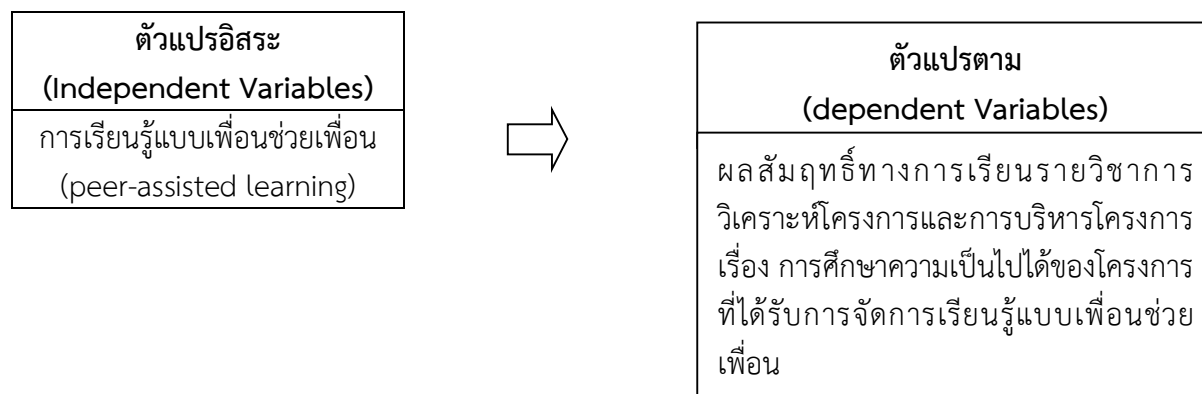 ตัวแปรอิสระ
(Independent Variables)
การเรียนรู้แบบเพื่อนช่วยเพื่อน
(peer-assisted learning)
ตัวแปรตาม
(dependent Variables)
ผลสัมฤทธิ์ทางการเรียนรายวิชาการ
วิเคราะห์โครงการและการบริหารโครงการ
เรื่อง การศึกษาความเป็นไปได้ของโครงการ
ที่ได้รับการจัดการเรียนรู้แบบเพื่อนช่วย
เพื่อน